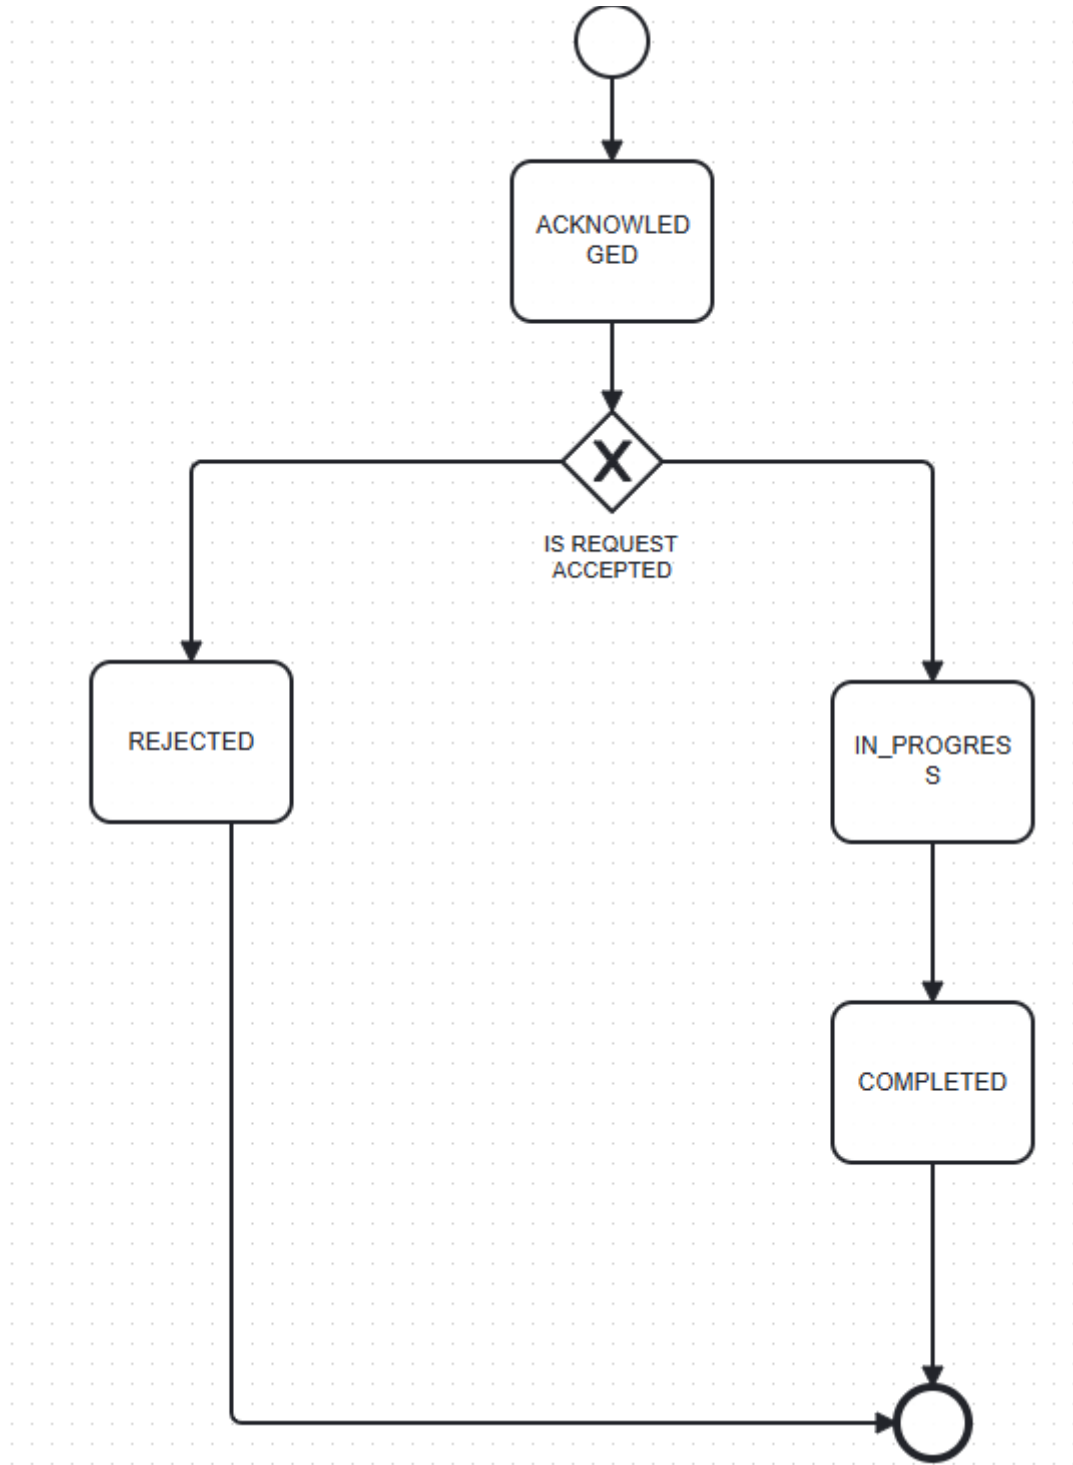 ACKNOWLED
GED
X
IS REQUEST
ACCEPTED
REJECTED
IN_PROGRES
S
COMPLETED